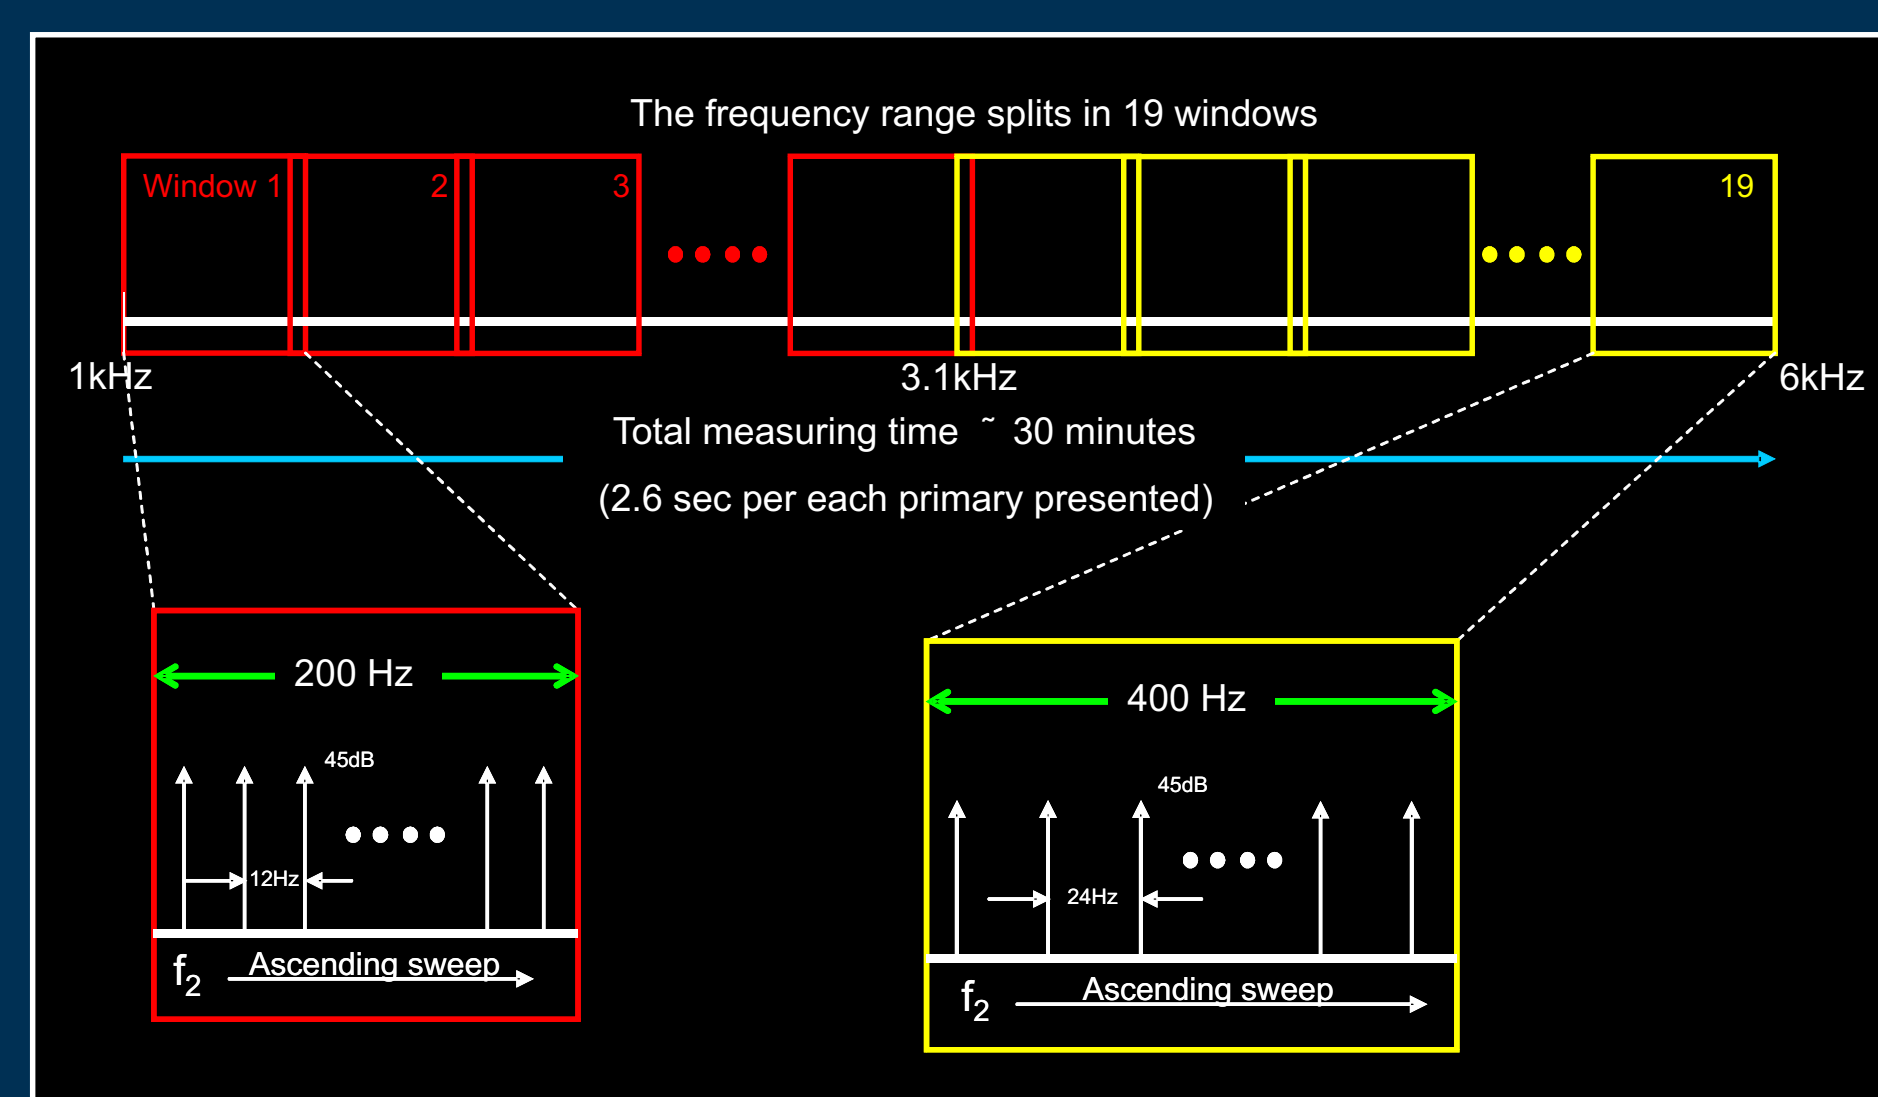 The frequency range splits in 19 windows
Window 1
2
3
19
1kHz
3.1kHz
6kHz
Total measuring time ˜ 30 minutes
(2.6 sec per each primary presented)
200 Hz
45dB
12Hz
f2
Ascending sweep
400 Hz
45dB
24Hz
f2
Ascending sweep